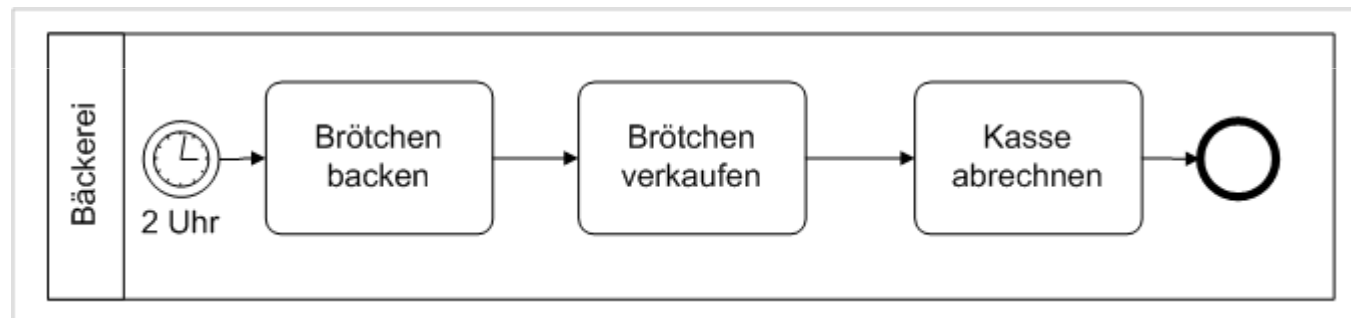 Bäckerei
2 Uhr
Brötchen
backen
Brötchen
verkaufen
Kasse
abrechnen